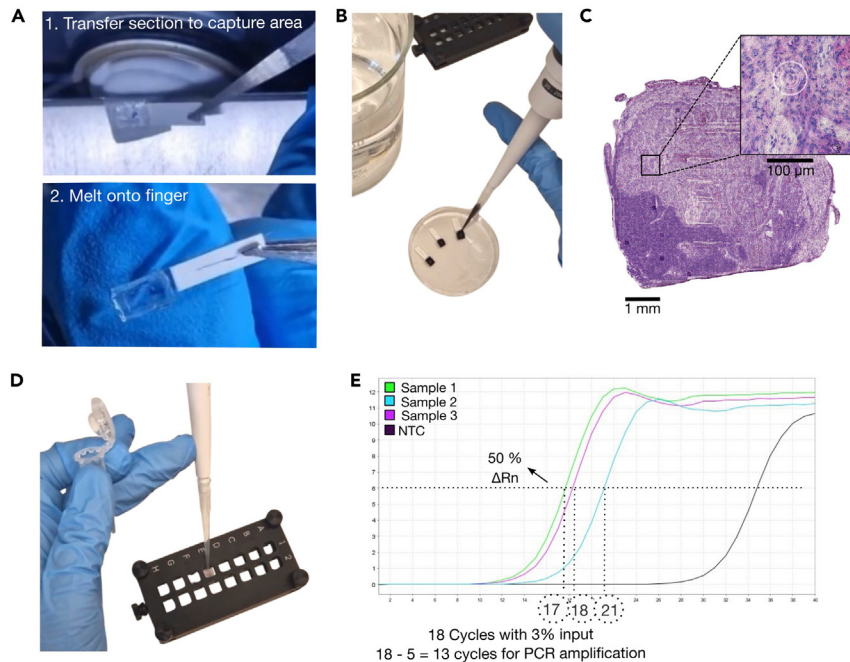 A
1. Transfer section to capture area
2. Melt onto finger
B
C
100 µm
1 mm
D
A
B
C
D
E
F
G
H
1
2
E
Sample 1
Sample 2
Sample 3
NTC
50 %
ΔRn
12
11
10
9
8
7
6
5
4
3
2
1
0
2 4 6 8 10 12 14 16 18 20 22 24 26 28 30 32 34 36 38 40
17 18 21
18 Cycles with 3% input
18 - 5 = 13 cycles for PCR amplification